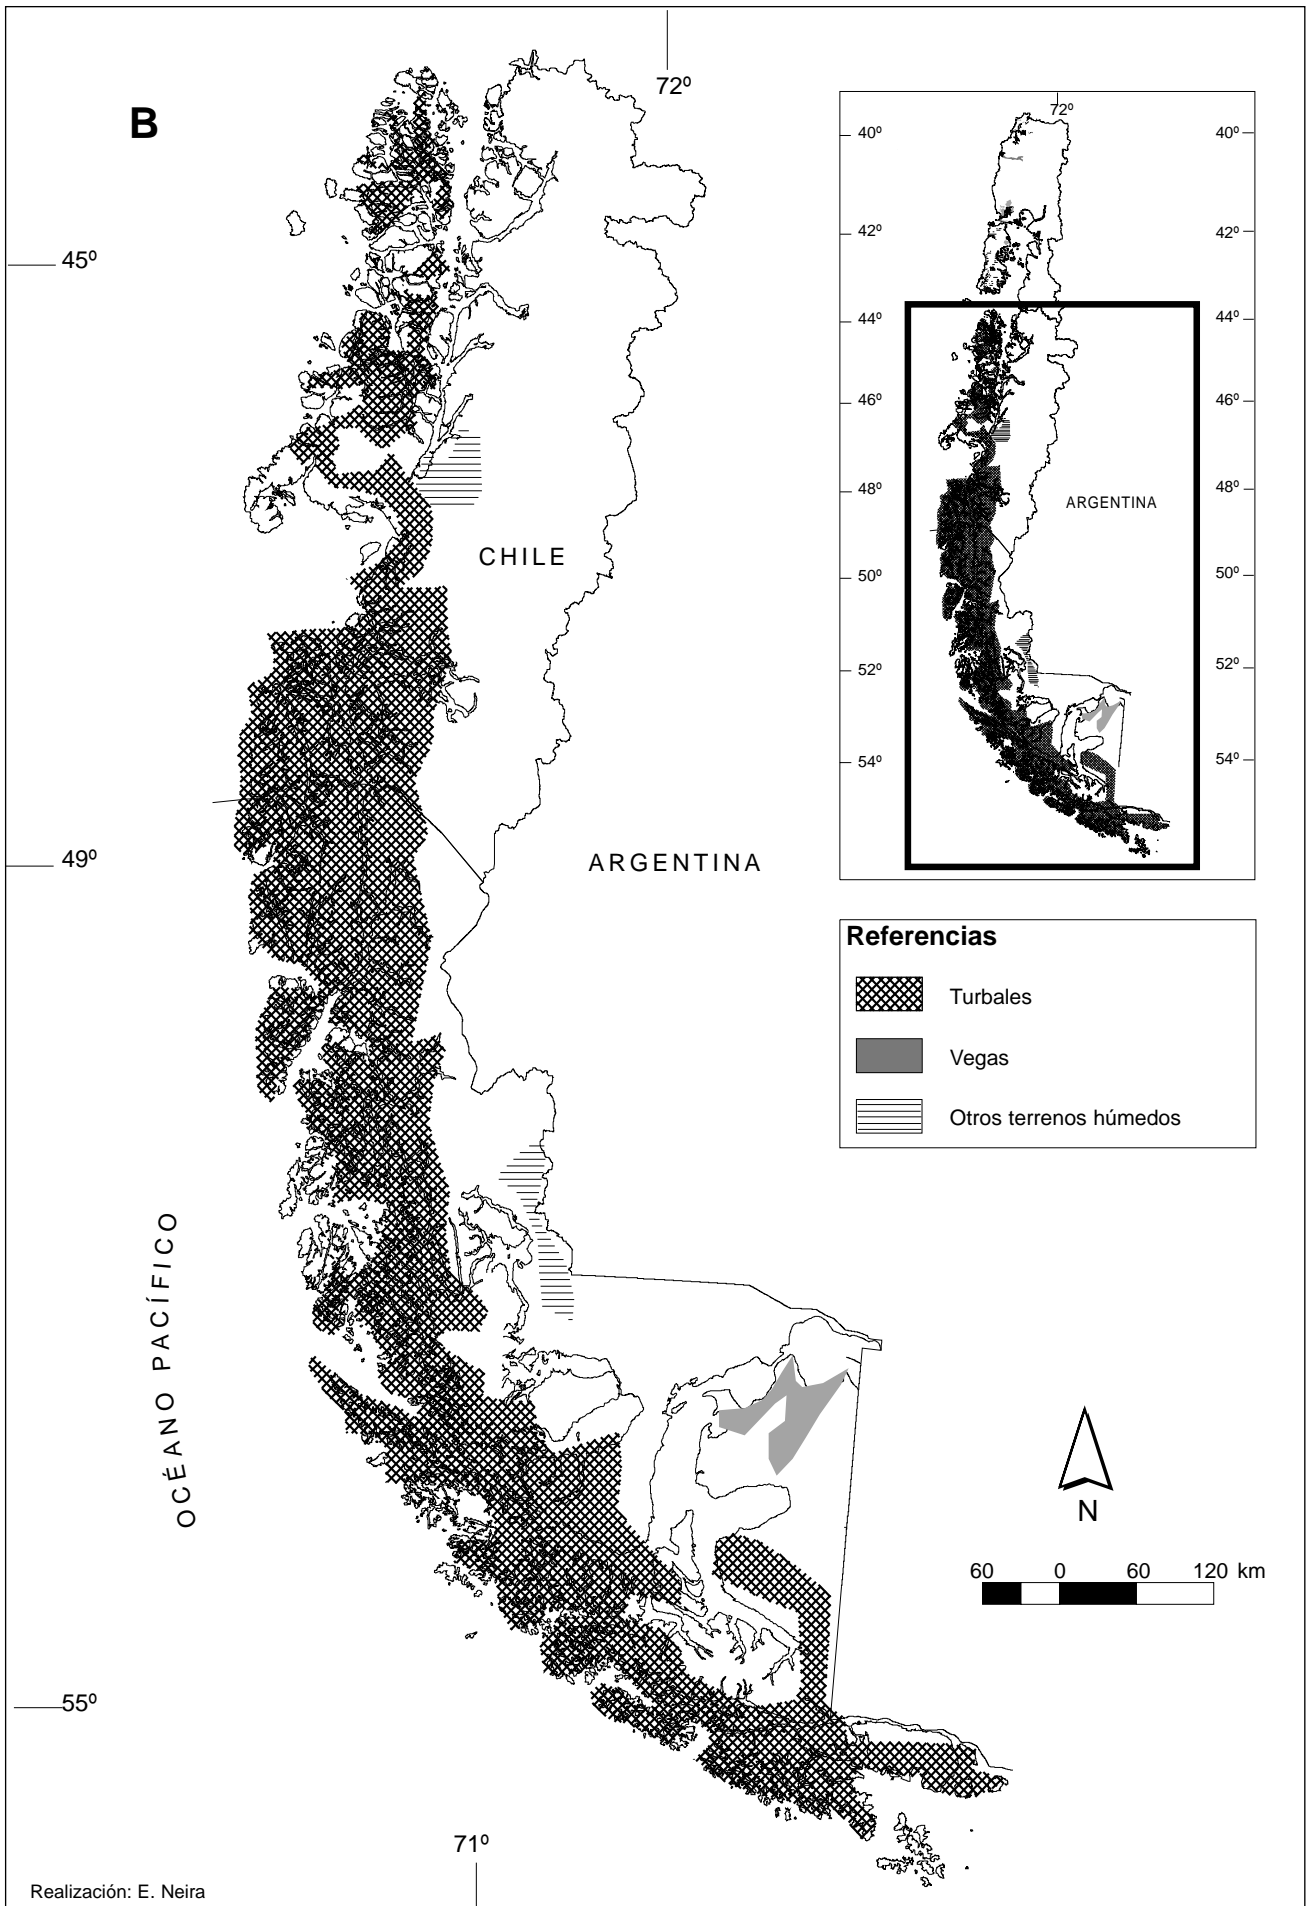 B
72º
45º
49º
55º
71º
CHILE
ARGENTINA
OCÉANO PACÍFICO
72º
40º
40º
42º
42º
44º
44º
46º
46º
48º
48º
50º
50º
52º
52º
54º
54º
ARGENTINA
Referencias
Turbales
Vegas
Otros terrenos húmedos
N
60 0 60 120 km
Realización: E. Neira